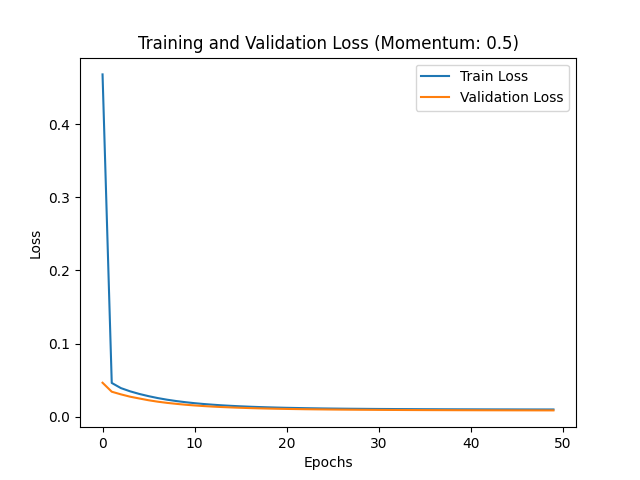 Training and Validation Loss (Momentum: 0.5)
Train Loss
Validation Loss
0.4
0.3
0.2
0.1
0.0
Loss
0 10 20 30 40 50
Epochs